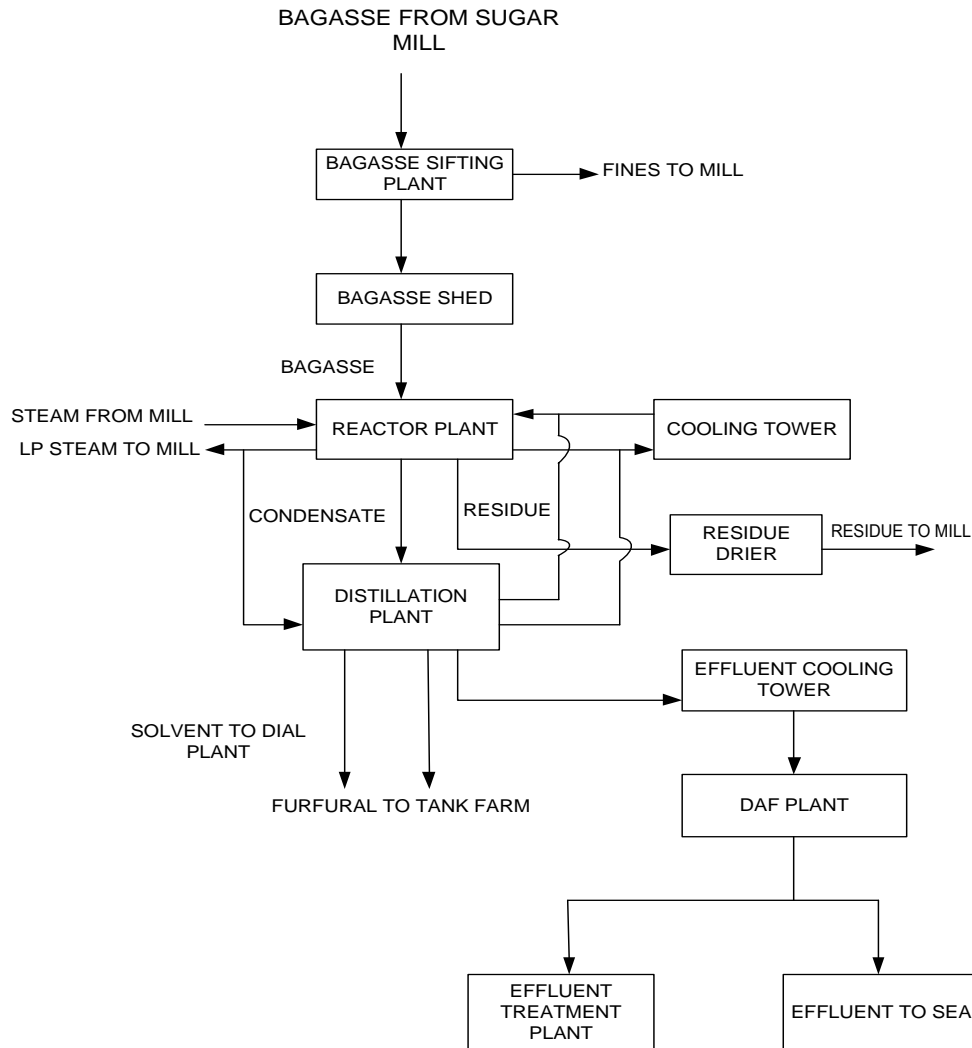 BAGASSE FROM SUGAR
MILL
BAGASSE SIFTING
PLANT
FINES TO MILL
BAGASSE SHED
BAGASSE
STEAM FROM MILL
LP STEAM TO MILL
REACTOR PLANT
COOLING TOWER
CONDENSATE
RESIDUE
RESIDUE
DRIER
RESIDUE TO MILL
DISTILLATION
PLANT
EFFLUENT COOLING
TOWER
SOLVENT TO DIAL
PLANT
FURFURAL TO TANK FARM
DAF PLANT
EFFLUENT
TREATMENT
PLANT
EFFLUENT TO SEA